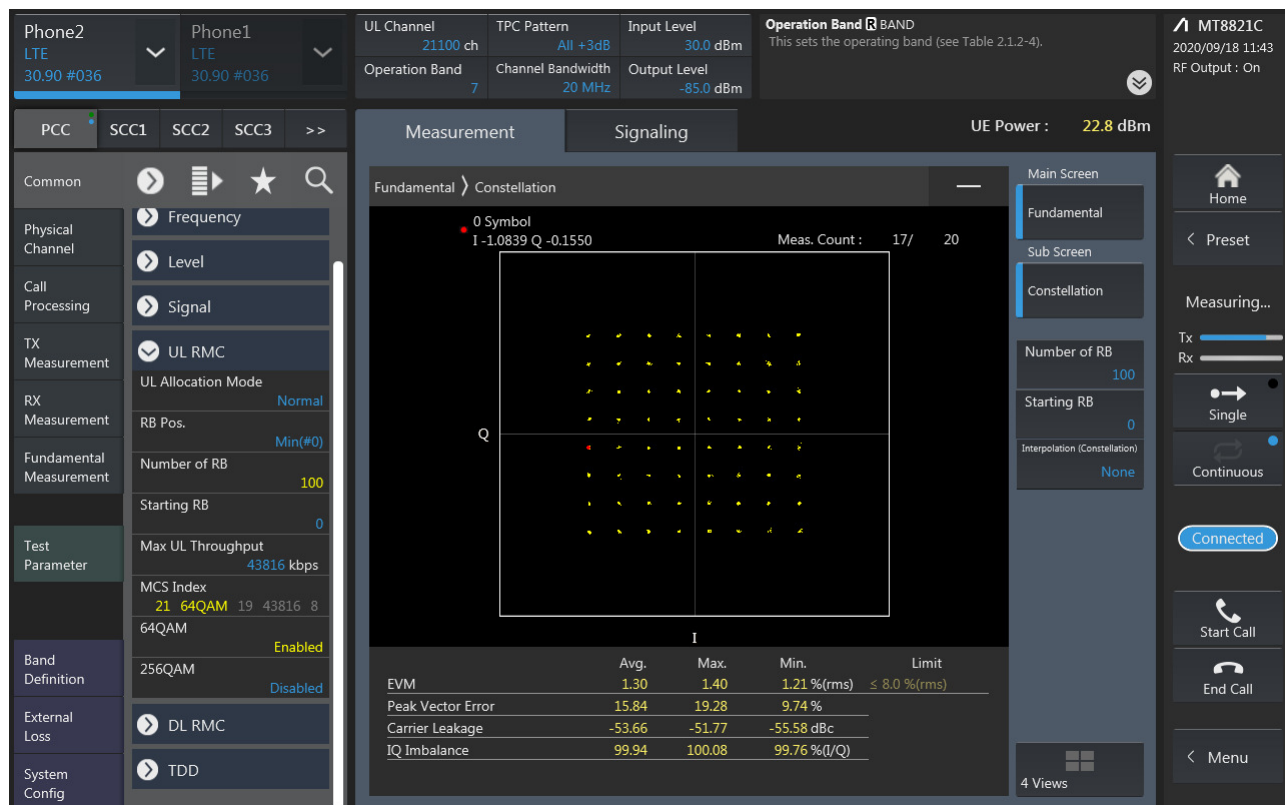 Phone2
LTE
30.90 #036
Phone1
LTE
30.90 #036
UL Channel
21100 ch
TPC Pattern
All +3dB
Input Level
30.0 dBm
Operation Band
7
Channel Bandwidth
20 MHz
Output Level
-85.0 dBm
Operation Band R BAND
This sets the operating band (see Table 2.1.2-4).
MT8821C
2020/09/18 11:43
RF Output : On
PCC SCC1 SCC2 SCC3 >>
Measurement
Signaling
UE Power : 22.8 dBm
Common
Physical
Channel
Call
Processing
TX
Measurement
RX
Measurement
Fundamental
Measurement
Test
Parameter
Band
Definition
External
Loss
System
Config
Frequency
Level
Signal
UL RMC
UL Allocation Mode
Normal
RB Pos.
Min(#0)
Number of RB
100
Starting RB
0
Max UL Throughput
43816 kbps
MCS Index
21 64QAM 19 43816 8
64QAM
Enabled
256QAM
Disabled
DL RMC
TDD
Fundamental 〉 Constellation
0 Symbol
I -1.0839 Q -0.1550
Meas. Count : 17/ 20
Q
I
Avg. Max. Min. Limit
EVM 1.30 1.40 1.21 %(rms) ≤ 8.0 %(rms)
Peak Vector Error 15.84 19.28 9.74 %
Carrier Leakage -53.66 -51.77 -55.58 dBc
IQ Imbalance 99.94 100.08 99.76 %(I/Q)
Main Screen
Fundamental
Sub Screen
Constellation
Number of RB
100
Starting RB
0
Interpolation (Constellation)
None
4 Views
Home
< Preset
Measuring...
Tx
Rx
Single
Continuous
Connected
Start Call
End Call
< Menu